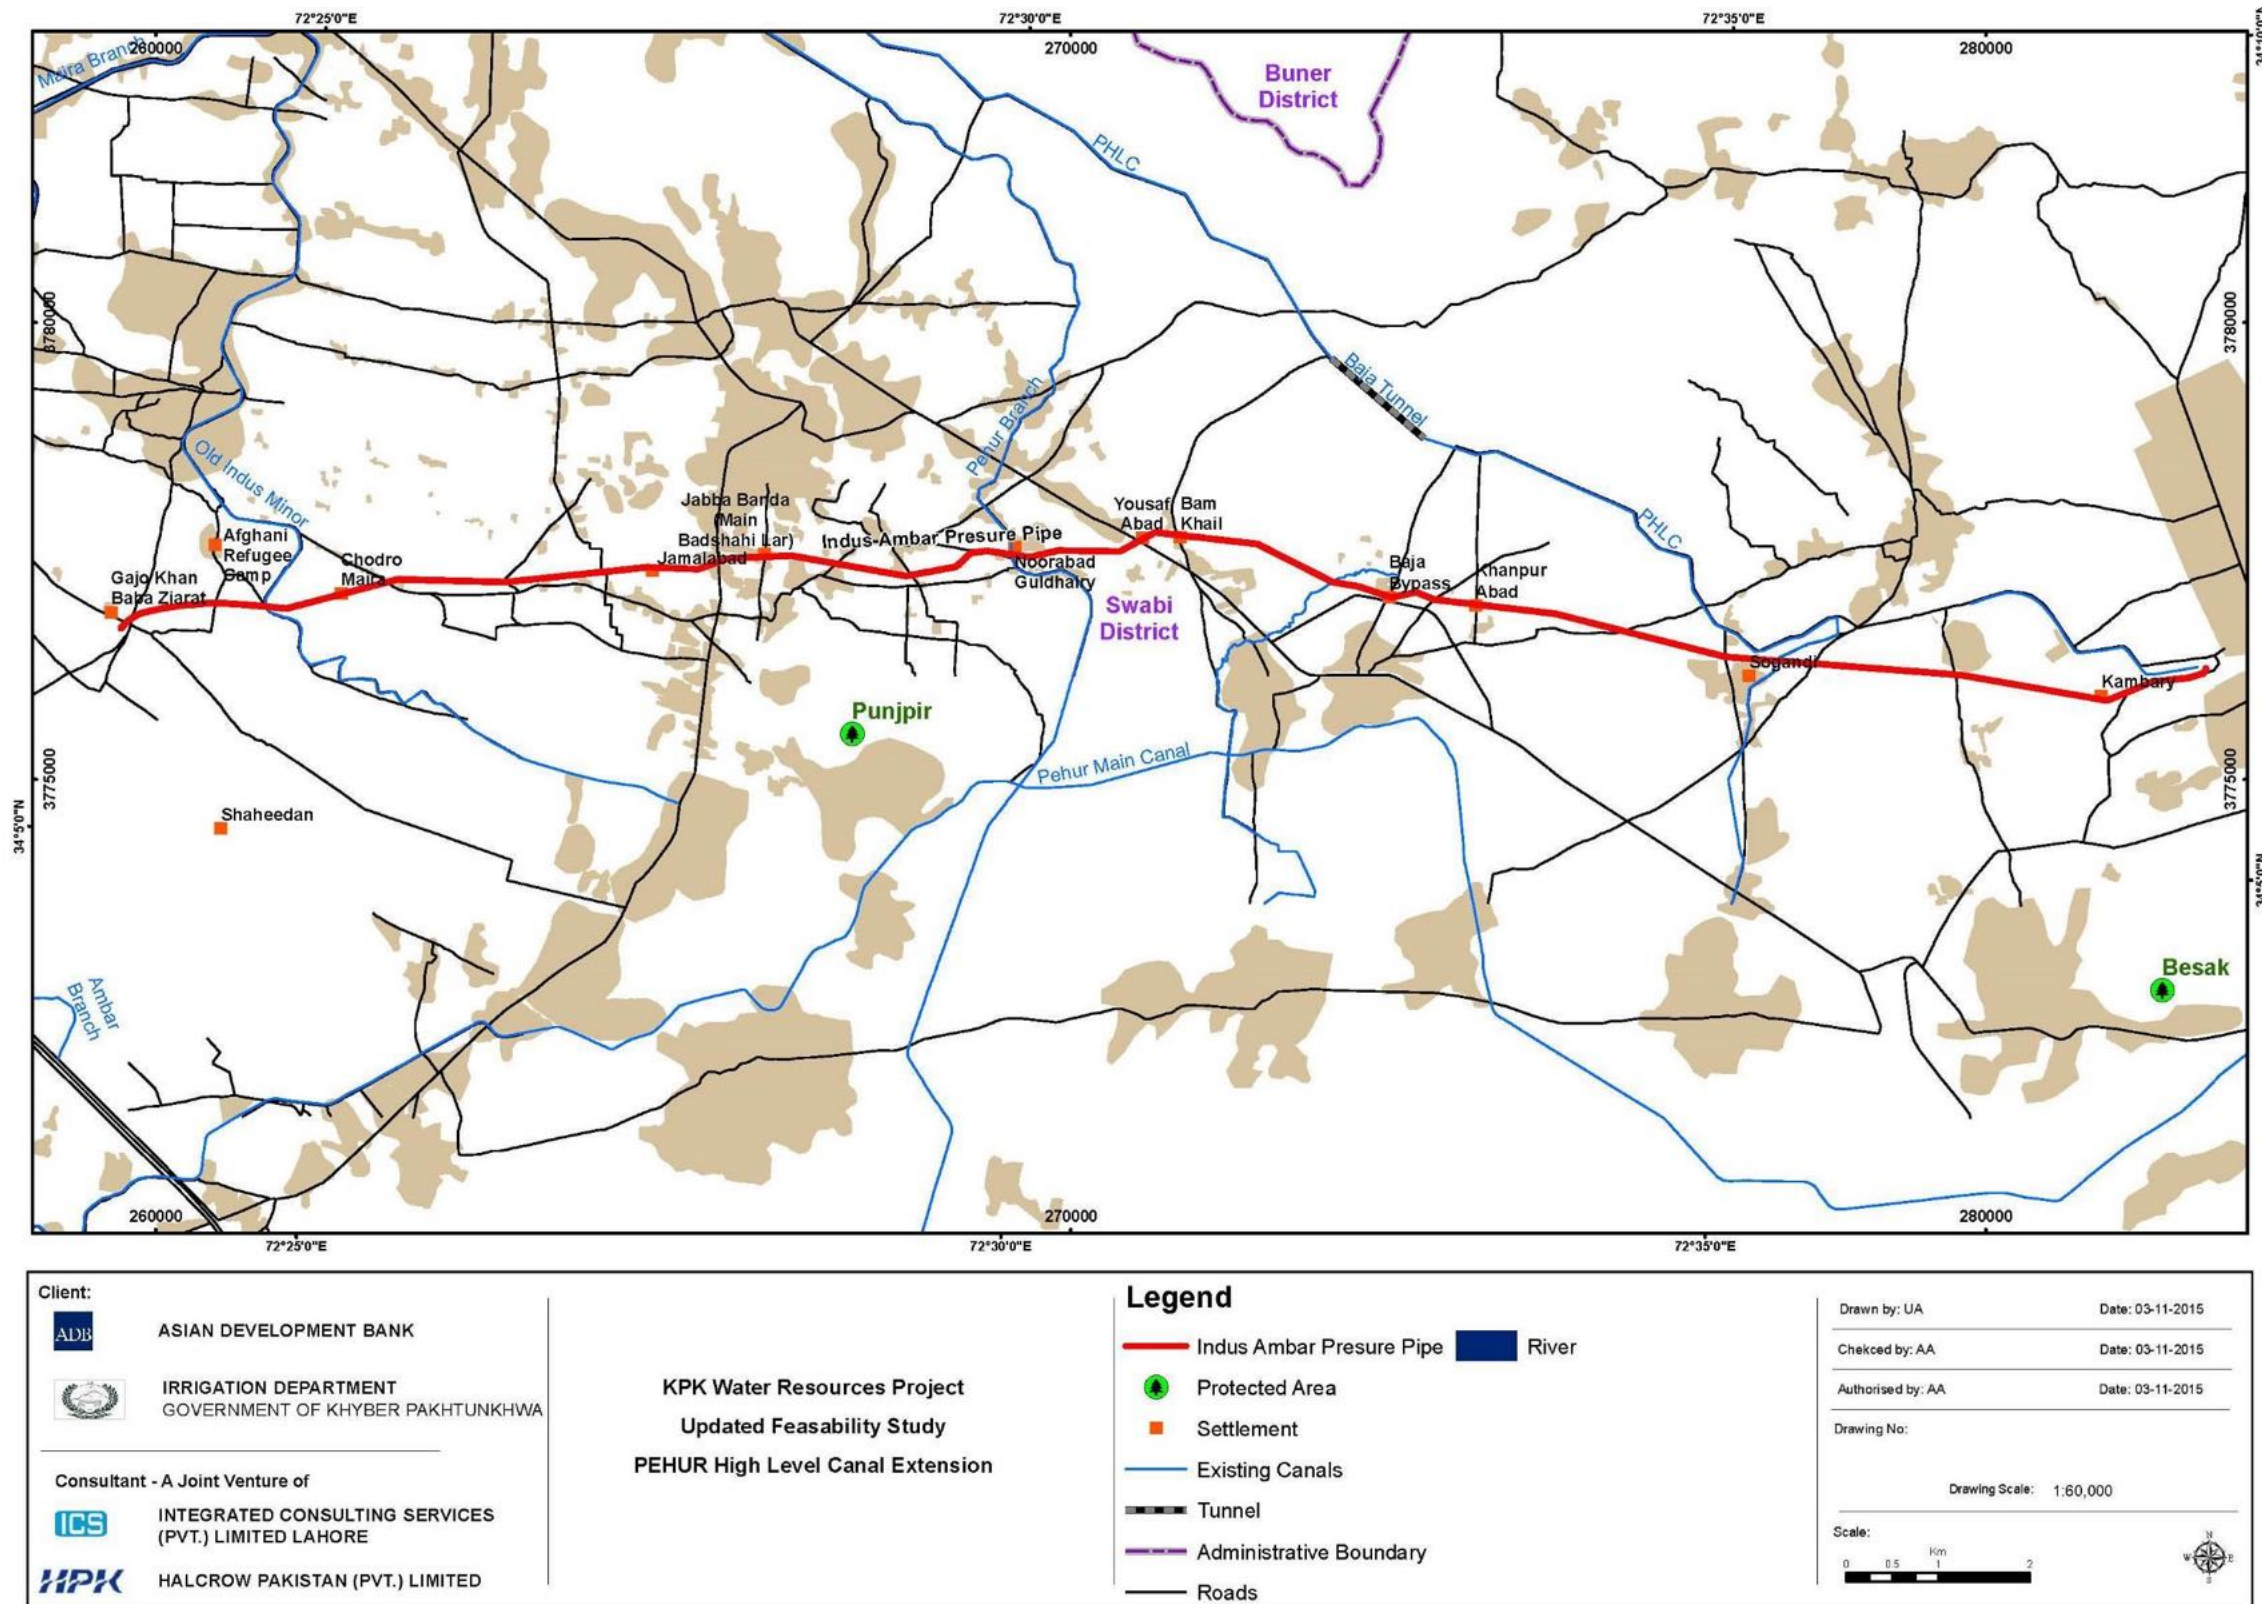 72°25'0"E
72°30'0"E
72°35'0"E
260000
270000
280000
Maira Branch
Buner
District
PHLC
3780000
3780000
Baja Tunnel
Pehur Branch
Old Indus Minor
Jabba Banda
Main
Badshahi Lar)
Jamalabad
Indus-Ambar Presure Pipe
Yousaf
Abad
Bam
Khail
PHLC
Afghani
Refugee
Camp
Chodro
Maira
Gajo Khan
Baba Ziarat
Noorabad
Guldhairy
Baja
Bypass
Khanpur
Abad
Swabi
District
Sogandi
Kambary
Punjpir
Pehur Main Canal
3775000
3775000
34°5'0"N
Shaheedan
Besak
Ambar
Branch
260000
270000
280000
72°25'0"E
72°30'0"E
72°35'0"E
Client:
ADB
ASIAN DEVELOPMENT BANK
IRRIGATION DEPARTMENT
GOVERNMENT OF KHYBER PAKHTUNKHWA
Consultant - A Joint Venture of
ICS
INTEGRATED CONSULTING SERVICES
(PVT.) LIMITED LAHORE
HPK
HALCROW PAKISTAN (PVT.) LIMITED
KPK Water Resources Project
Updated Feasability Study
PEHUR High Level Canal Extension
Legend
Indus Ambar Presure Pipe
River
Protected Area
Settlement
Existing Canals
Tunnel
Administrative Boundary
Roads
Drawn by: UA
Date: 03-11-2015
Chekced by: AA
Date: 03-11-2015
Authorised by: AA
Date: 03-11-2015
Drawing No:
Drawing Scale: 1:60,000
Scale:
Km
0 0.5 1 2
N
W E
S